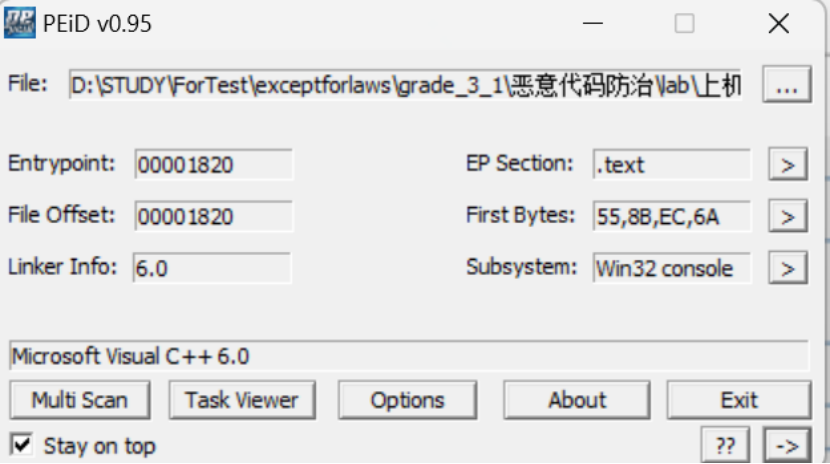 PEiD v0.95
File: D:\STUDY\ForTest\exceptforlaws\grade_3_1\恶意代码防治\lab\上机 ...
Entrypoint: 00001820 EP Section: .text >
File Offset: 00001820 First Bytes: 55,8B,EC,6A >
Linker Info: 6.0 Subsystem: Win32 console >
Microsoft Visual C++ 6.0
Multi Scan Task Viewer Options About Exit
Stay on top ?? ->